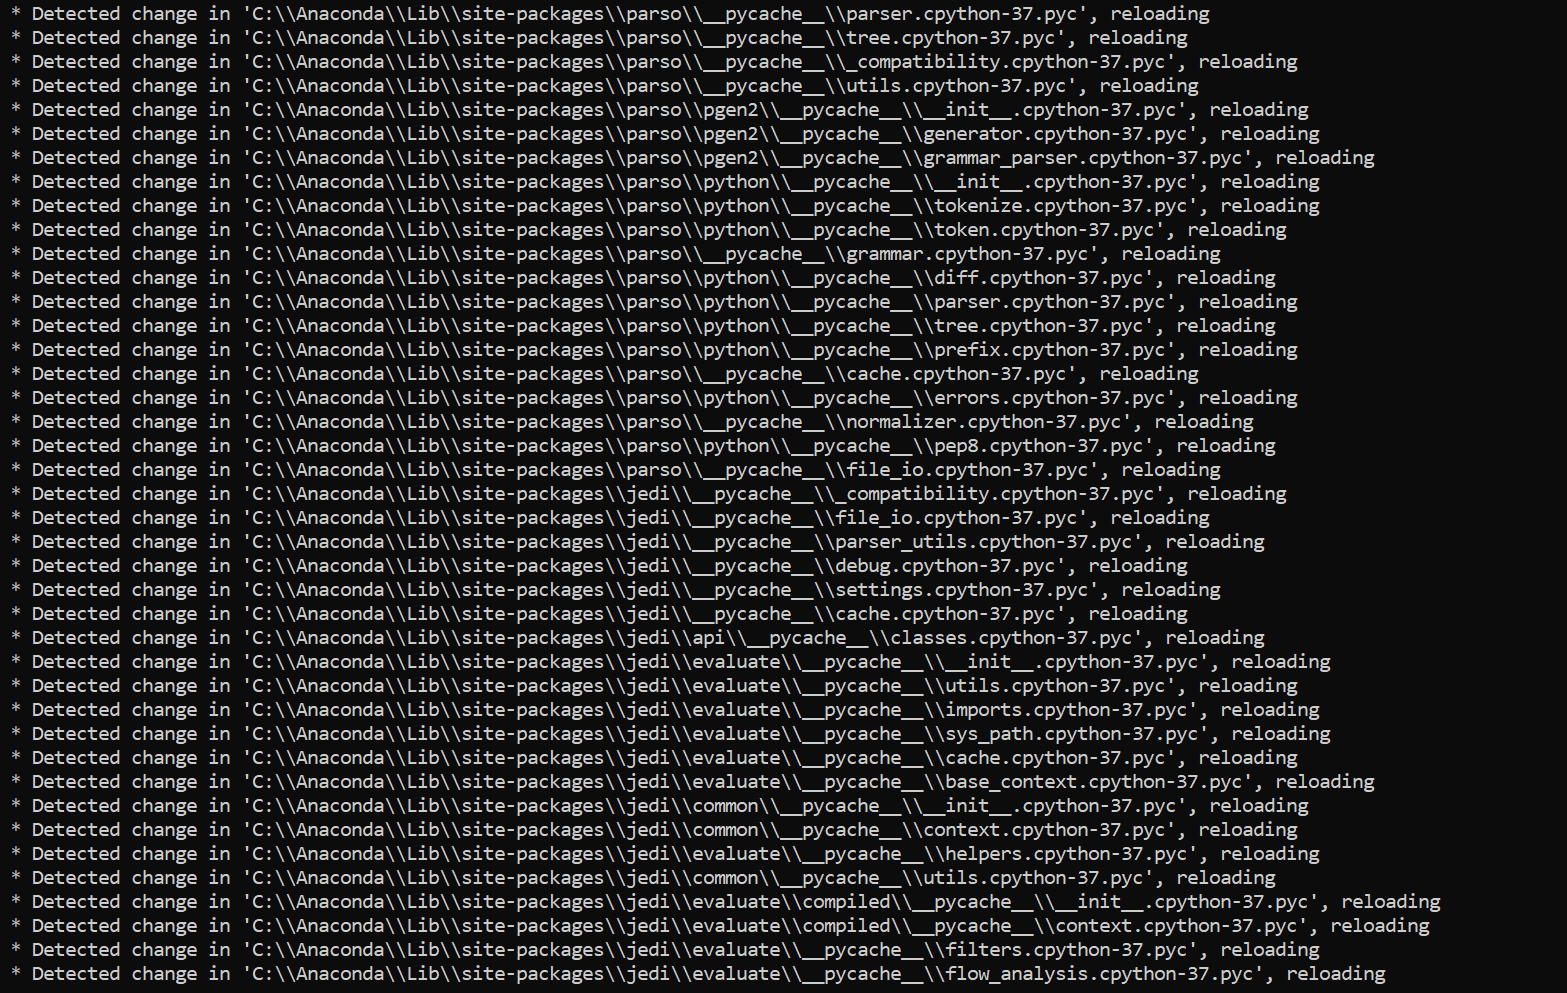 * Detected change in 'C:\\Anaconda\\Lib\\site-packages\\parso\\__pycache__\\parser.cpython-37.pyc', reloading
* Detected change in 'C:\\Anaconda\\Lib\\site-packages\\parso\\__pycache__\\tree.cpython-37.pyc', reloading
* Detected change in 'C:\\Anaconda\\Lib\\site-packages\\parso\\__pycache__\\_compatibility.cpython-37.pyc', reloading
* Detected change in 'C:\\Anaconda\\Lib\\site-packages\\parso\\__pycache__\\utils.cpython-37.pyc', reloading
* Detected change in 'C:\\Anaconda\\Lib\\site-packages\\parso\\pgen2\\__pycache__\\__init__.cpython-37.pyc', reloading
* Detected change in 'C:\\Anaconda\\Lib\\site-packages\\parso\\pgen2\\__pycache__\\generator.cpython-37.pyc', reloading
* Detected change in 'C:\\Anaconda\\Lib\\site-packages\\parso\\pgen2\\__pycache__\\grammar_parser.cpython-37.pyc', reloading
* Detected change in 'C:\\Anaconda\\Lib\\site-packages\\parso\\python\\__pycache__\\__init__.cpython-37.pyc', reloading
* Detected change in 'C:\\Anaconda\\Lib\\site-packages\\parso\\python\\__pycache__\\tokenize.cpython-37.pyc', reloading
* Detected change in 'C:\\Anaconda\\Lib\\site-packages\\parso\\python\\__pycache__\\token.cpython-37.pyc', reloading
* Detected change in 'C:\\Anaconda\\Lib\\site-packages\\parso\\__pycache__\\grammar.cpython-37.pyc', reloading
* Detected change in 'C:\\Anaconda\\Lib\\site-packages\\parso\\python\\__pycache__\\diff.cpython-37.pyc', reloading
* Detected change in 'C:\\Anaconda\\Lib\\site-packages\\parso\\python\\__pycache__\\parser.cpython-37.pyc', reloading
* Detected change in 'C:\\Anaconda\\Lib\\site-packages\\parso\\python\\__pycache__\\tree.cpython-37.pyc', reloading
* Detected change in 'C:\\Anaconda\\Lib\\site-packages\\parso\\python\\__pycache__\\prefix.cpython-37.pyc', reloading
* Detected change in 'C:\\Anaconda\\Lib\\site-packages\\parso\\__pycache__\\cache.cpython-37.pyc', reloading
* Detected change in 'C:\\Anaconda\\Lib\\site-packages\\parso\\python\\__pycache__\\errors.cpython-37.pyc', reloading
* Detected change in 'C:\\Anaconda\\Lib\\site-packages\\parso\\__pycache__\\normalizer.cpython-37.pyc', reloading
* Detected change in 'C:\\Anaconda\\Lib\\site-packages\\parso\\python\\__pycache__\\pep8.cpython-37.pyc', reloading
* Detected change in 'C:\\Anaconda\\Lib\\site-packages\\parso\\__pycache__\\file_io.cpython-37.pyc', reloading
* Detected change in 'C:\\Anaconda\\Lib\\site-packages\\jedi\\__pycache__\\_compatibility.cpython-37.pyc', reloading
* Detected change in 'C:\\Anaconda\\Lib\\site-packages\\jedi\\__pycache__\\file_io.cpython-37.pyc', reloading
* Detected change in 'C:\\Anaconda\\Lib\\site-packages\\jedi\\__pycache__\\parser_utils.cpython-37.pyc', reloading
* Detected change in 'C:\\Anaconda\\Lib\\site-packages\\jedi\\__pycache__\\debug.cpython-37.pyc', reloading
* Detected change in 'C:\\Anaconda\\Lib\\site-packages\\jedi\\__pycache__\\settings.cpython-37.pyc', reloading
* Detected change in 'C:\\Anaconda\\Lib\\site-packages\\jedi\\__pycache__\\cache.cpython-37.pyc', reloading
* Detected change in 'C:\\Anaconda\\Lib\\site-packages\\jedi\\api\\__pycache__\\classes.cpython-37.pyc', reloading
* Detected change in 'C:\\Anaconda\\Lib\\site-packages\\jedi\\evaluate\\__pycache__\\__init__.cpython-37.pyc', reloading
* Detected change in 'C:\\Anaconda\\Lib\\site-packages\\jedi\\evaluate\\__pycache__\\utils.cpython-37.pyc', reloading
* Detected change in 'C:\\Anaconda\\Lib\\site-packages\\jedi\\evaluate\\__pycache__\\imports.cpython-37.pyc', reloading
* Detected change in 'C:\\Anaconda\\Lib\\site-packages\\jedi\\evaluate\\__pycache__\\sys_path.cpython-37.pyc', reloading
* Detected change in 'C:\\Anaconda\\Lib\\site-packages\\jedi\\evaluate\\__pycache__\\cache.cpython-37.pyc', reloading
* Detected change in 'C:\\Anaconda\\Lib\\site-packages\\jedi\\evaluate\\__pycache__\\base_context.cpython-37.pyc', reloading
* Detected change in 'C:\\Anaconda\\Lib\\site-packages\\jedi\\common\\__pycache__\\__init__.cpython-37.pyc', reloading
* Detected change in 'C:\\Anaconda\\Lib\\site-packages\\jedi\\common\\__pycache__\\context.cpython-37.pyc', reloading
* Detected change in 'C:\\Anaconda\\Lib\\site-packages\\jedi\\evaluate\\__pycache__\\helpers.cpython-37.pyc', reloading
* Detected change in 'C:\\Anaconda\\Lib\\site-packages\\jedi\\common\\__pycache__\\utils.cpython-37.pyc', reloading
* Detected change in 'C:\\Anaconda\\Lib\\site-packages\\jedi\\evaluate\\compiled\\__pycache__\\__init__.cpython-37.pyc', reloading
* Detected change in 'C:\\Anaconda\\Lib\\site-packages\\jedi\\evaluate\\compiled\\__pycache__\\context.cpython-37.pyc', reloading
* Detected change in 'C:\\Anaconda\\Lib\\site-packages\\jedi\\evaluate\\__pycache__\\filters.cpython-37.pyc', reloading
* Detected change in 'C:\\Anaconda\\Lib\\site-packages\\jedi\\evaluate\\__pycache__\\flow_analysis.cpython-37.pyc', reloading